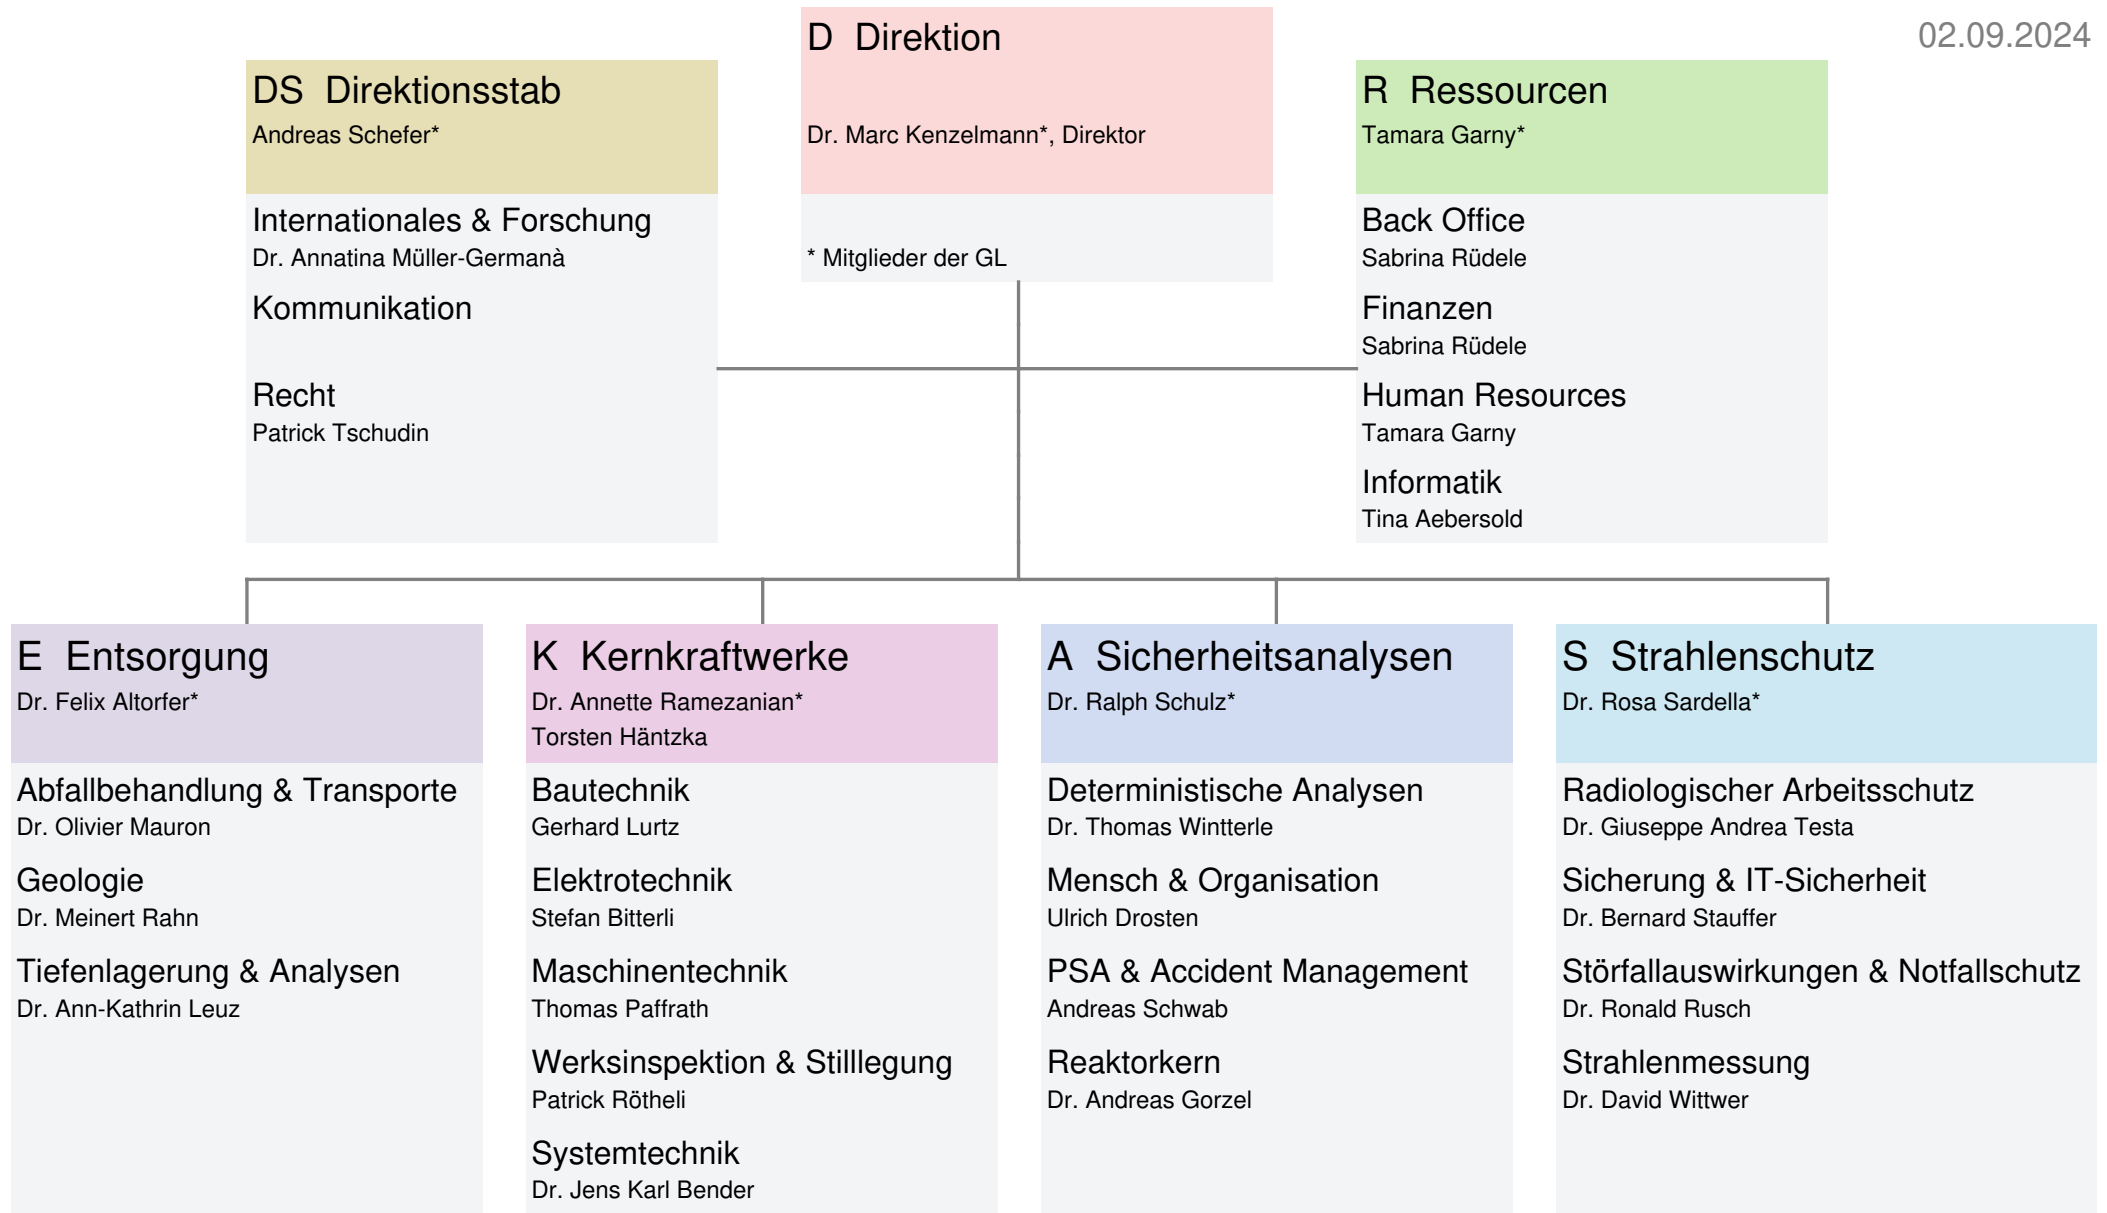 02.09.2024
D Direktion
Dr. Marc Kenzelmann*, Direktor
* Mitglieder der GL
DS Direktionsstab
Andreas Schefer*
Internationales & Forschung
Dr. Annatina Müller-Germanà
Kommunikation
Recht
Patrick Tschudin
R Ressourcen
Tamara Garny*
Back Office
Sabrina Rüdele
Finanzen
Sabrina Rüdele
Human Resources
Tamara Garny
Informatik
Tina Aebersold
E Entsorgung
Dr. Felix Altorfer*
Abfallbehandlung & Transporte
Dr. Olivier Mauron
Geologie
Dr. Meinert Rahn
Tiefenlagerung & Analysen
Dr. Ann-Kathrin Leuz
K Kernkraftwerke
Dr. Annette Ramezanian*
Torsten Häntzka
Bautechnik
Gerhard Lurtz
Elektrotechnik
Stefan Bitterli
Maschinentechnik
Thomas Paffrath
Werksinspektion & Stilllegung
Patrick Rötheli
Systemtechnik
Dr. Jens Karl Bender
A Sicherheitsanalysen
Dr. Ralph Schulz*
Deterministische Analysen
Dr. Thomas Wintterle
Mensch & Organisation
Ulrich Drosten
PSA & Accident Management
Andreas Schwab
Reaktorkern
Dr. Andreas Gorzel
S Strahlenschutz
Dr. Rosa Sardella*
Radiologischer Arbeitsschutz
Dr. Giuseppe Andrea Testa
Sicherung & IT-Sicherheit
Dr. Bernard Stauffer
Störfallauswirkungen & Notfallschutz
Dr. Ronald Rusch
Strahlenmessung
Dr. David Wittwer